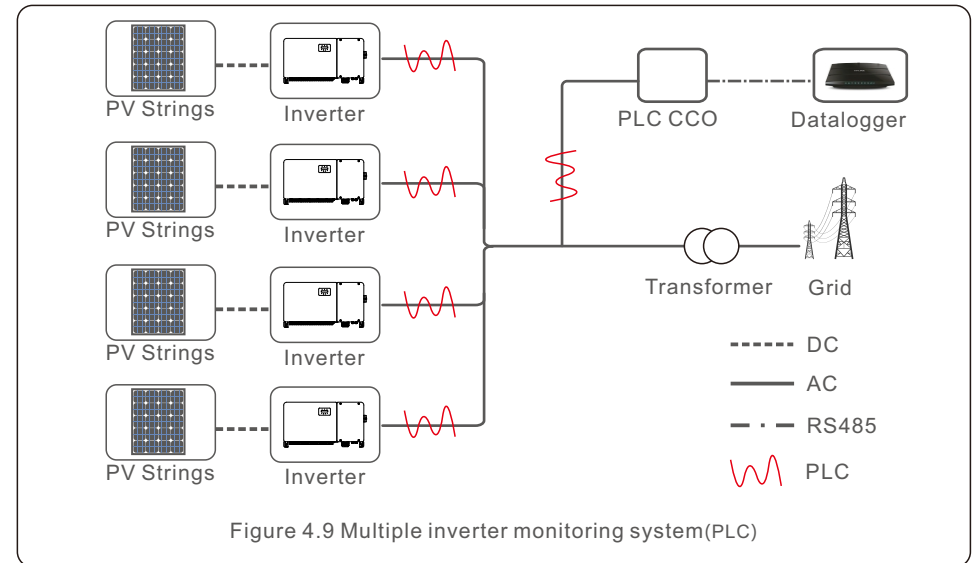 PV Strings
Inverter
PLC CCO
Datalogger
PV Strings
Inverter
Transformer
Grid
PV Strings
Inverter
DC
AC
RS485
PV Strings
Inverter
PLC
Figure 4.9 Multiple inverter monitoring system(PLC)